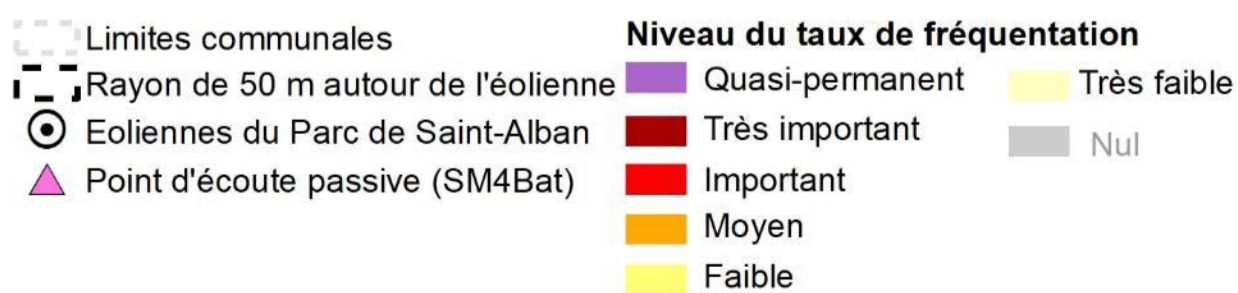 Limites communales
Rayon de 50 m autour de l'éolienne
Eoliennes du Parc de Saint-Alban
Point d'écoute passive (SM4Bat)
Niveau du taux de fréquentation
Quasi-permanent
Très important
Important
Moyen
Faible
Très faible
Nul